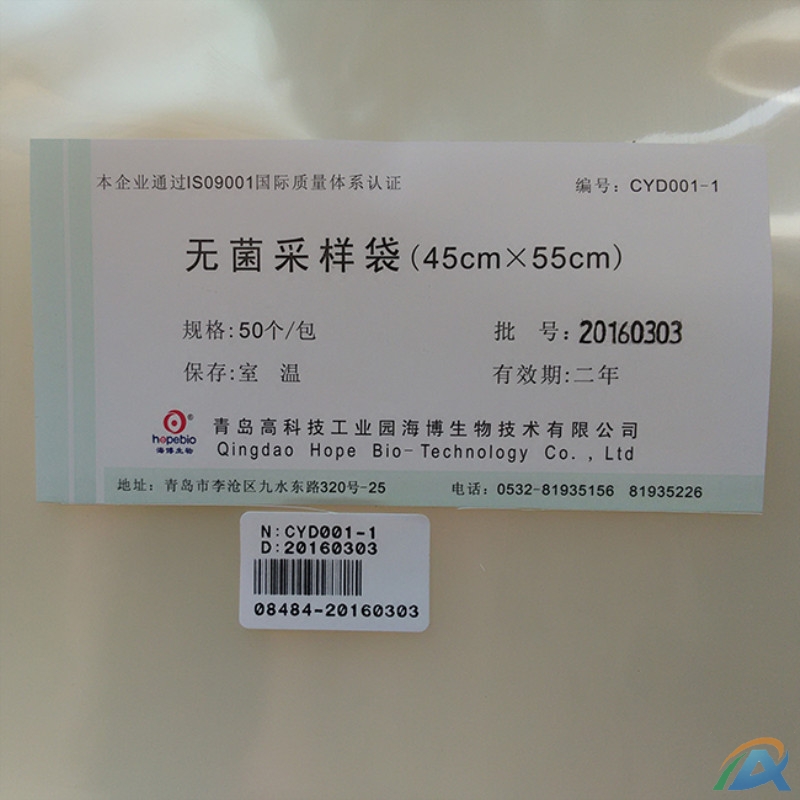 本企业通过IS09001国际质量体系认证 编号：CYD001-1
无菌采样袋(45cm×55cm)
规格:50个/包 批 号：20160303
保存:室 温 有效期:二年
hopebio®
海博生物
青岛高科技工业园海博生物技术有限公司
Qingdao Hope Bio-Technology Co.,Ltd
地址：青岛市李沧区九水东路320号-25 电话：0532-81935156 81935226
N:CYD001-1
D:20160303
08484-20160303